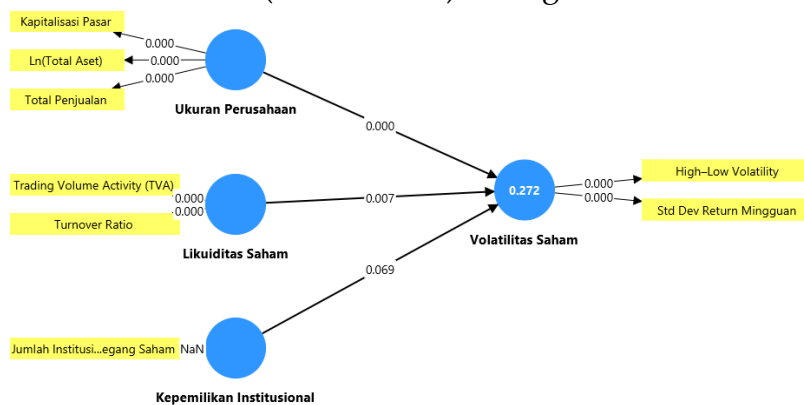 Kapitalisasi Pasar
0.000
Ln(Total Aset)
0.000
0.000
Total Penjualan
Ukuran Perusahaan
0.000
Trading Volume Activity (TVA)
0.000
0.000
Turnover Ratio
Likuiditas Saham
0.007
0.272
0.000
High–Low Volatility
0.000
Std Dev Return Mingguan
Volatilitas Saham
0.069
Jumlah Institusi...egang Saham
NaN
Kepemilikan Institusional